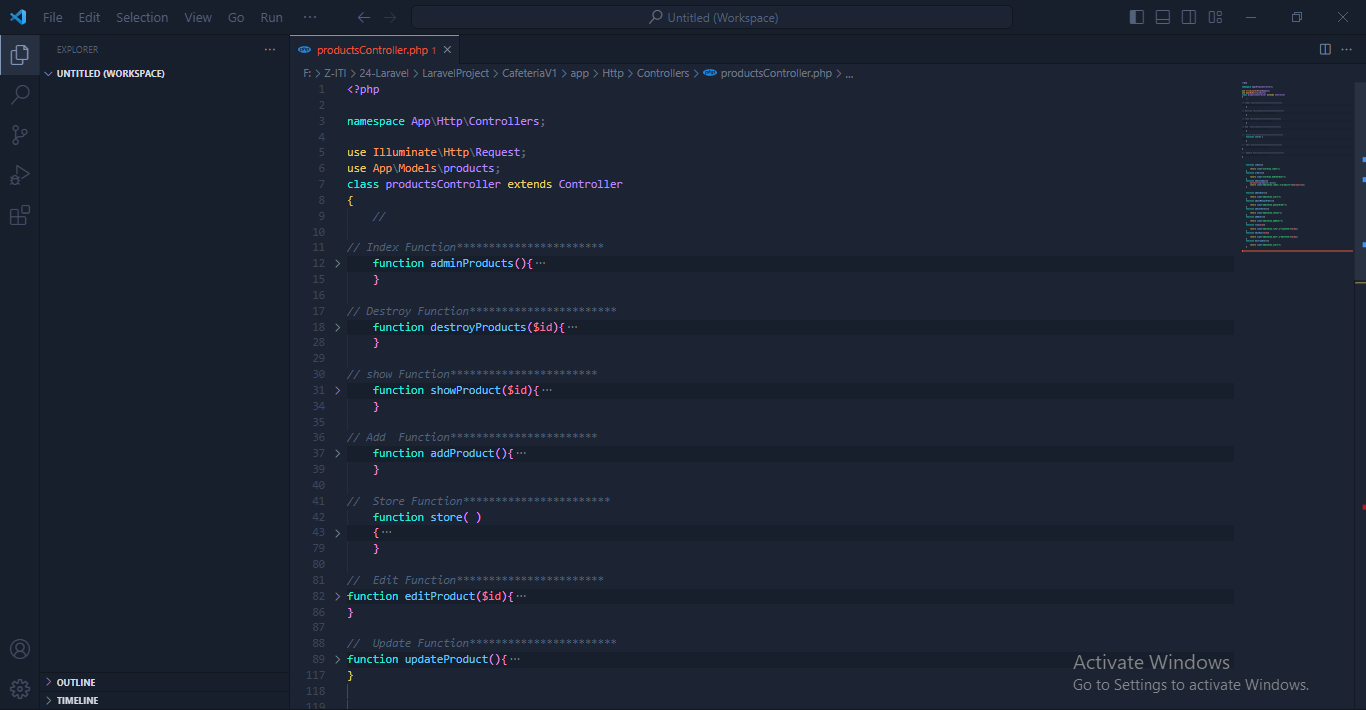 File Edit Selection View Go Run ··· Untitled (Workspace)
EXPLORER ···
UNTITLED (WORKSPACE)
OUTLINE
TIMELINE
php productsController.php 1
F: > Z-ITI > 24-Laravel > LaravelProject > CafeteriaV1 > app > Http > Controllers > php productsController.php > ...
1 <?php
2
3 namespace App\Http\Controllers;
4
5 use Illuminate\Http\Request;
6 use App\Models\products;
7 class productsController extends Controller
8 {
9 //
10
11 // Index Function***********************
12 function adminProducts(){ ···
15 }
16
17 // Destroy Function***********************
18 function destroyProducts($id){ ···
28 }
29
30 // show Function***********************
31 function showProduct($id){ ···
34 }
35
36 // Add  Function***********************
37 function addProduct(){ ···
39 }
40
41 //  Store Function***********************
42 function store( )
43 { ···
79 }
80
81 //  Edit Function***********************
82 function editProduct($id){ ···
86 }
87
88 //  Update Function***********************
89 function updateProduct(){ ···
117 }
118
119
Activate Windows
Go to Settings to activate Windows.